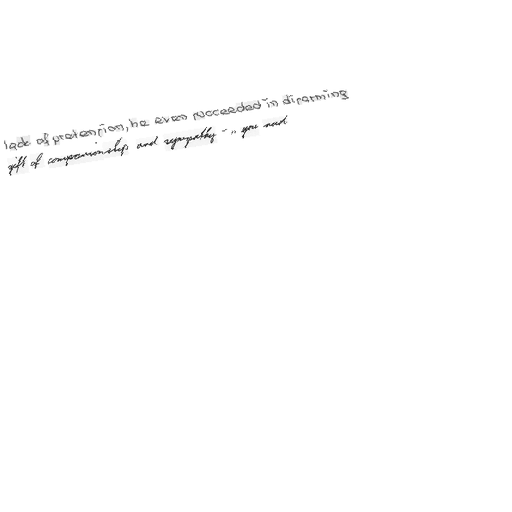 lack of pretension, he even succeeded in disarming
gift of companionship and sympathy - " you need